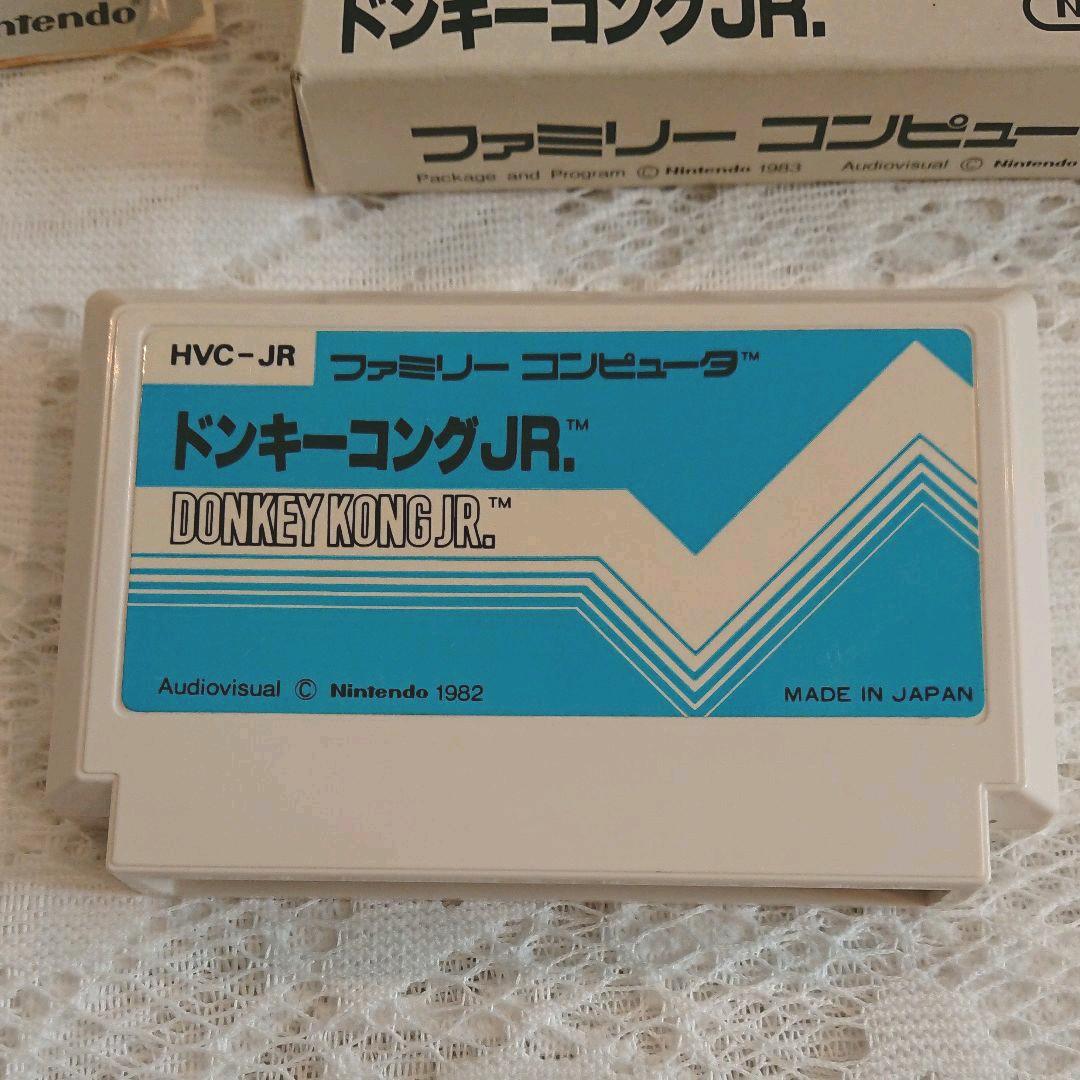 Nintendo
ドンキーコングJR.
ファミリー コンピュー
Package and Program © Nintendo 1983 Audiovisual © Nintendo
HVC-JR
ファミリー コンピュータ™
ドンキーコングJR.™
DONKEY KONG JR.™
Audiovisual © Nintendo 1982
MADE IN JAPAN